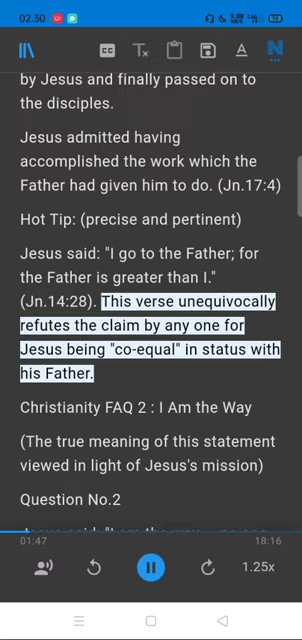 02.30
CC
by Jesus and finally passed on to
the disciples.
Jesus admitted having
accomplished the work which the
Father had given him to do. (Jn.17:4)
Hot Tip: (precise and pertinent)
Jesus said: "I go to the Father; for
the Father is greater than I."
(Jn.14:28). This verse unequivocally
refutes the claim by any one for
Jesus being "co-equal" in status with
his Father.
Christianity FAQ 2 : I Am the Way
(The true meaning of this statement
viewed in light of Jesus's mission)
Question No.2
01:47 18:16
1.25x